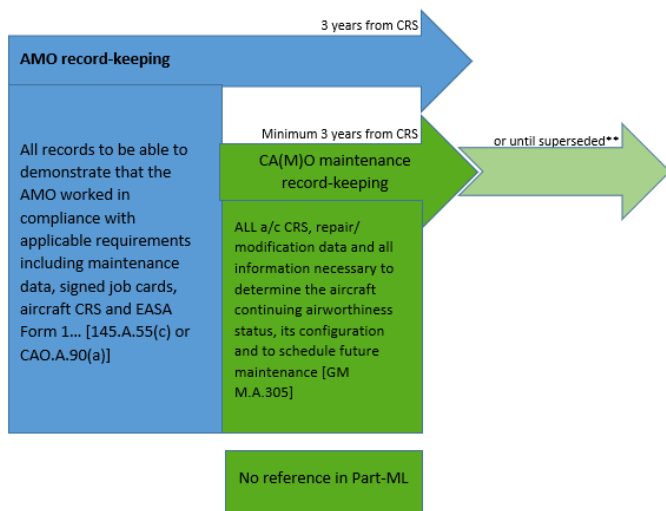 3 years from CRS
AMO record-keeping
Minimum 3 years from CRS
or until superseded**
CA(M)O maintenance
record-keeping
All records to be able to
demonstrate that the
AMO worked in
compliance with
applicable requirements
including maintenance
data, signed job cards,
aircraft CRS and EASA
Form 1... [145.A.55(c) or
CAO.A.90(a)]
ALL a/c CRS, repair/
modification data and all
information necessary to
determine the aircraft
continuing airworthiness
status, its configuration
and to schedule future
maintenance [GM
M.A.305]
No reference in Part-ML